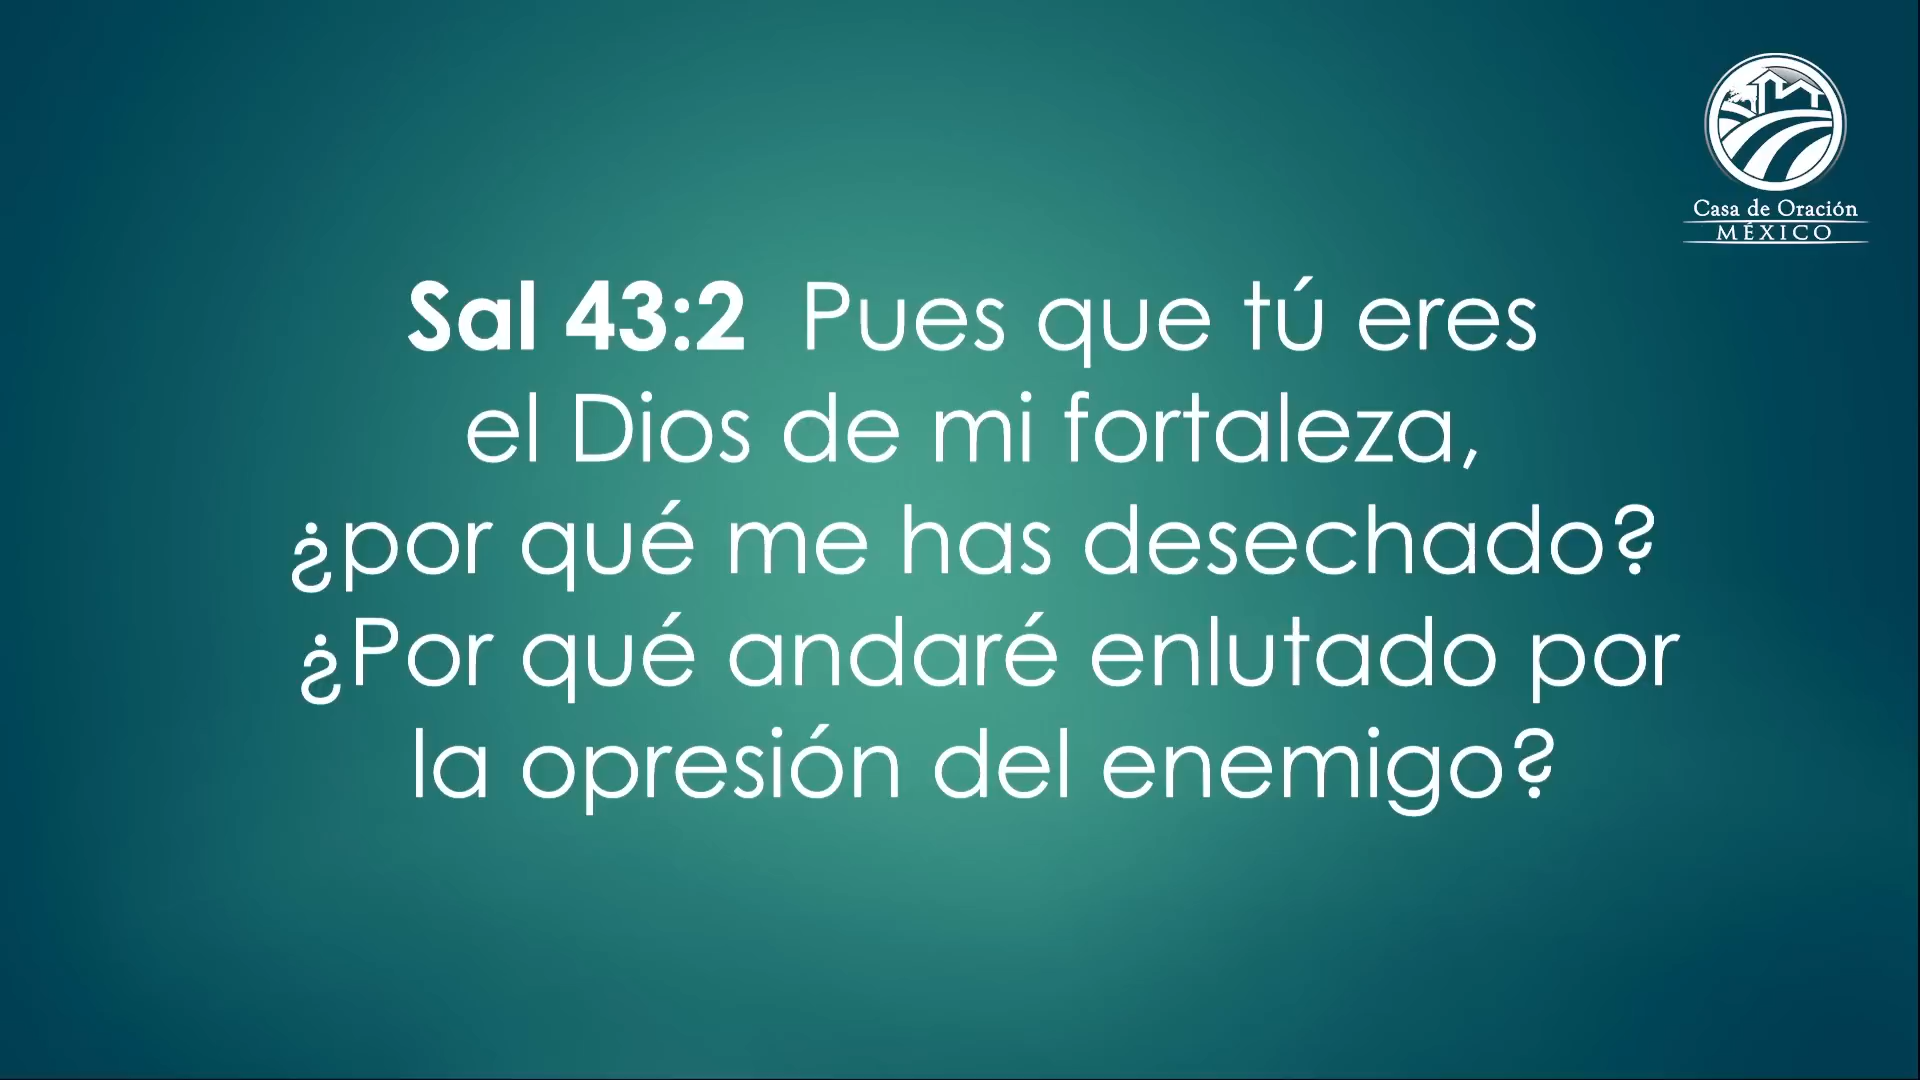 Casa de Oración
MÉXICO
Sal 43:2 Pues que tú eres
el Dios de mi fortaleza,
¿por qué me has desechado?
¿Por qué andaré enlutado por
la opresión del enemigo?